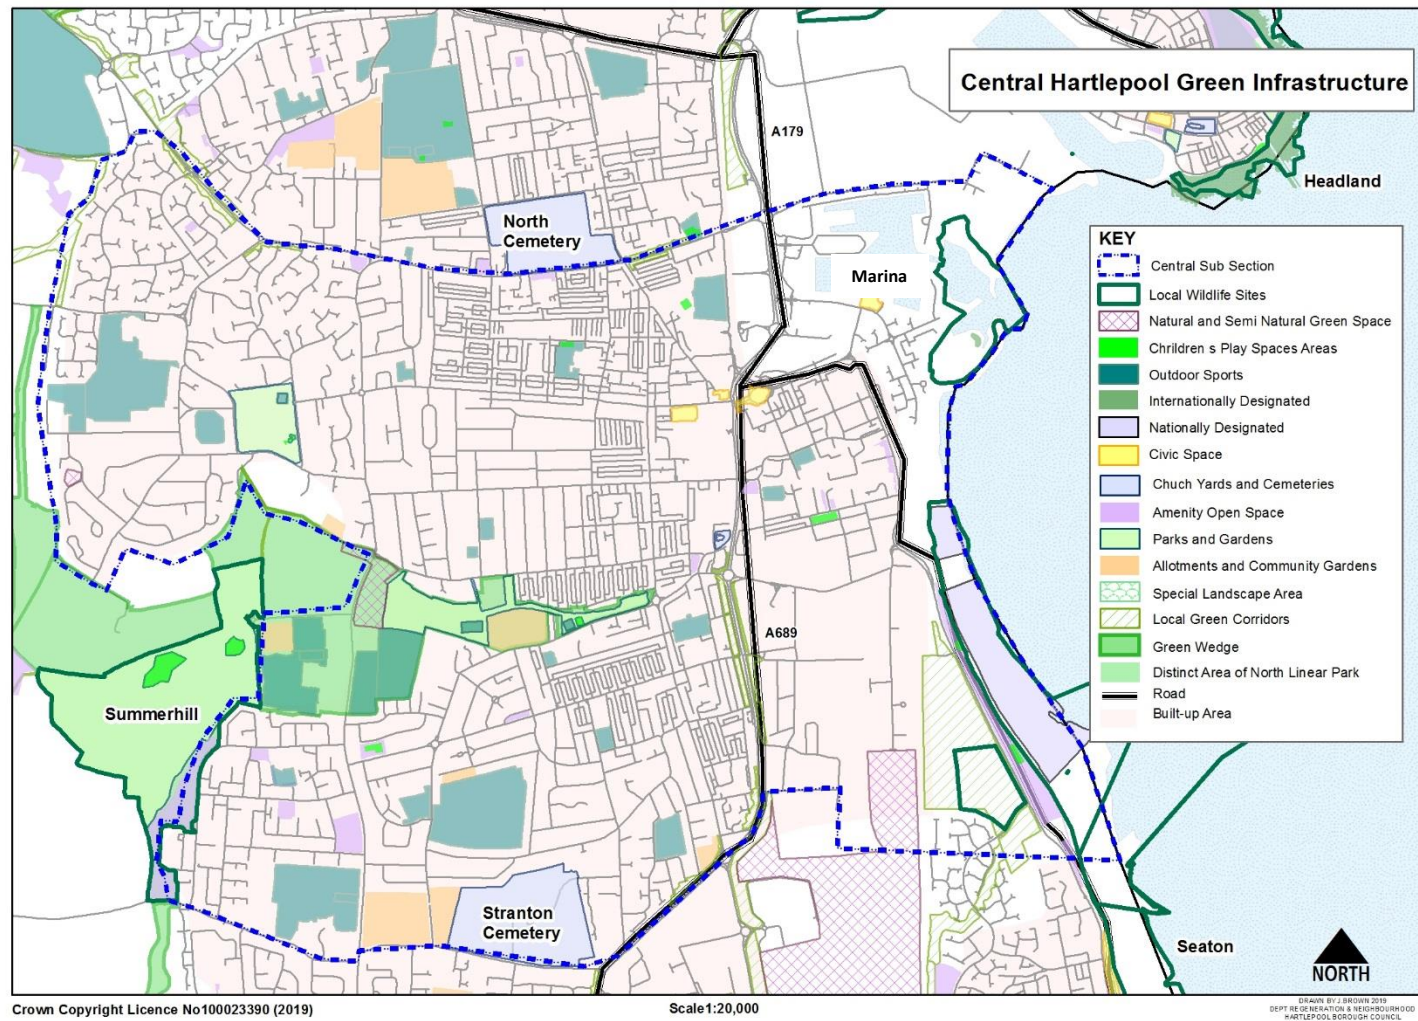 Central Hartlepool Green Infrastructure
A179
Headland
North
Cemetery
Marina
KEY
Central Sub Section
Local Wildlife Sites
Natural and Semi Natural Green Space
Chrildren s Play Spaces Areas
Outdoor Sports
Internationally Designated
Nationally Designated
Civic Space
Chuch Yards and Cemeteries
Amenity Open Space
Parks and Gardens
Allotments and Community Gardens
Special Landscape Area
Local Green Corridors
Green Wedge
Distinct Area of North Linear Park
Road
Built-up Area
A689
Summerhill
Stranton
Cemetery
Seaton
NORTH
Crown Copyright Licence No100023390 (2019)
Scale1:20,000
DRAWN BY J.BROWN 2019
DEPT REGENERATION & NEIGHBOURHOOD
HARTLEPOOL BOROUGH COUNCIL